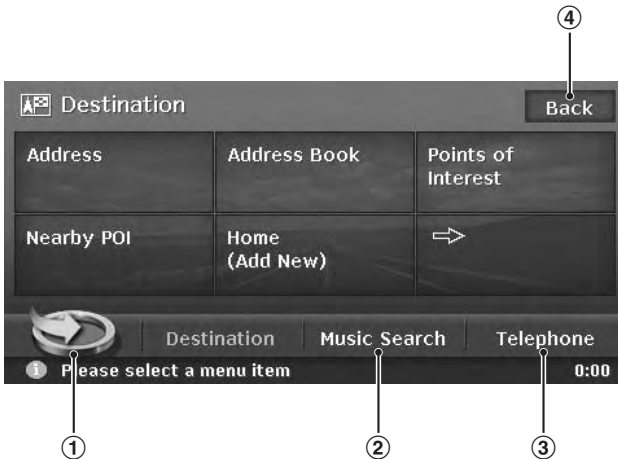 ④
Destination
Back
Address
Address Book
Points of
Interest
Nearby POI
Home
(Add New)
Destination
Music Search
Telephone
i Please select a menu item
0:00
①
②
③